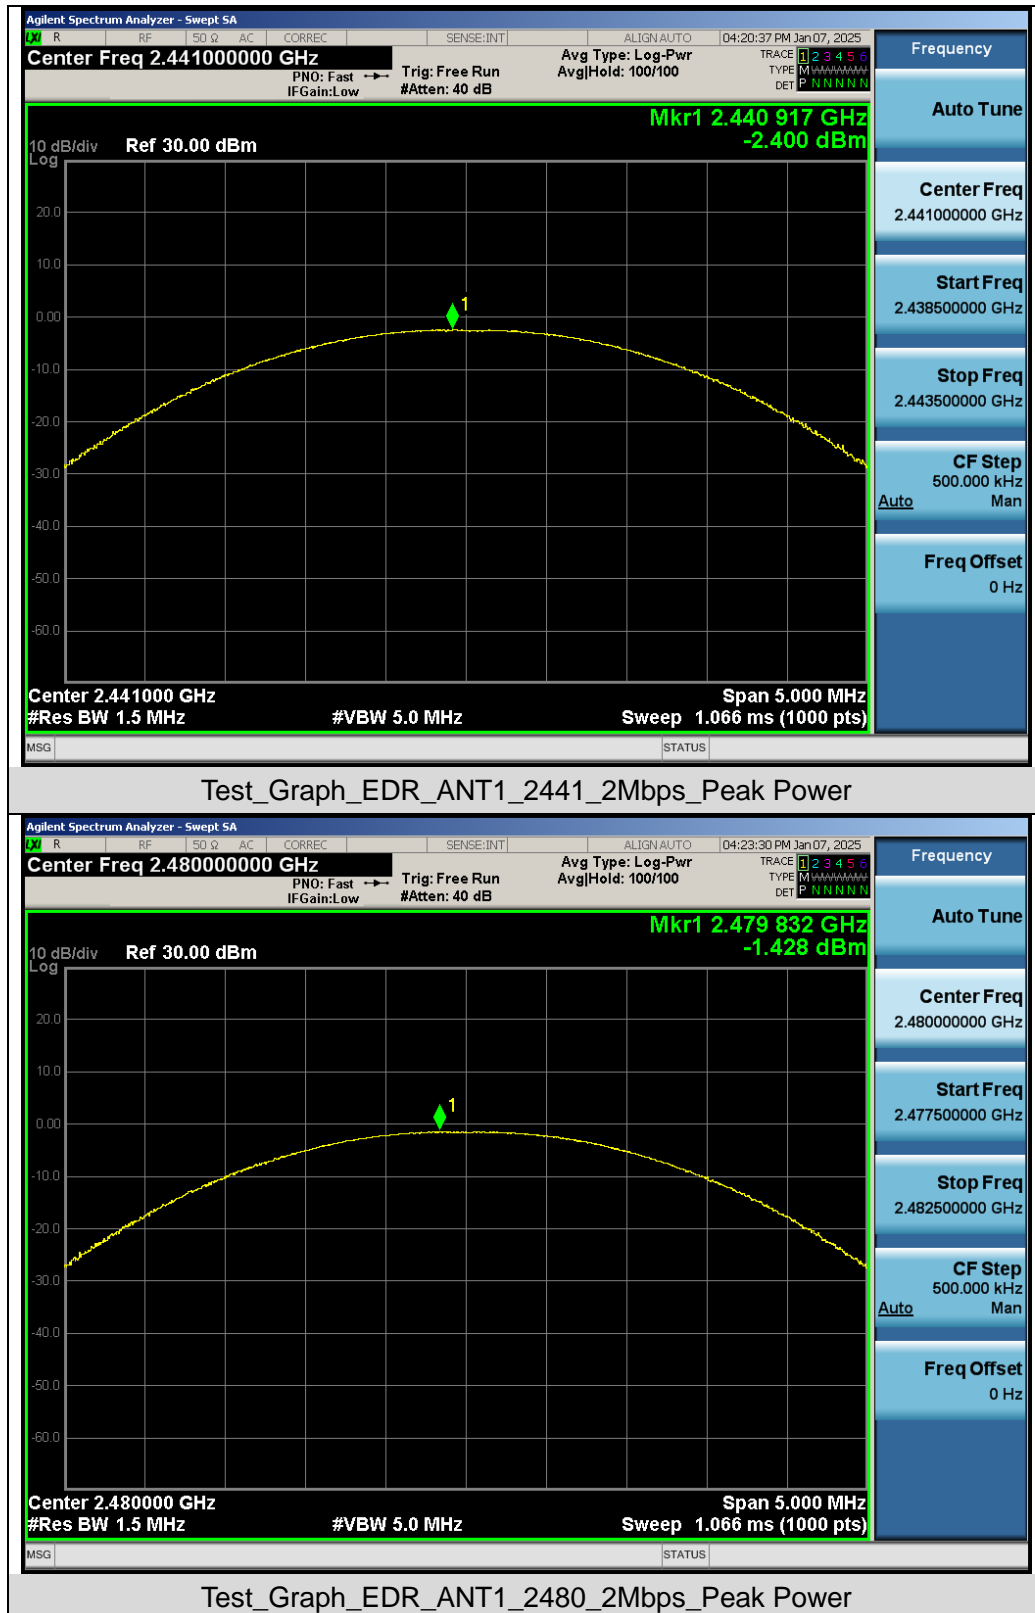 Agilent Spectrum Analyzer - Swept SA
LXI R RF 50 Ω AC CORREC SENSE:INT ALIGN AUTO 04:20:37 PM Jan 07, 2025
Center Freq 2.441000000 GHz
PNO: Fast
IFGain:Low
Trig: Free Run
#Atten: 40 dB
Avg Type: Log-Pwr
Avg|Hold: 100/100
TRACE 1 2 3 4 5 6
TYPE M
DET P N N N N N
Frequency
Auto Tune
Center Freq
2.441000000 GHz
Start Freq
2.438500000 GHz
Stop Freq
2.443500000 GHz
CF Step
500.000 kHz
Auto Man
Freq Offset
0 Hz
Mkr1 2.440 917 GHz
-2.400 dBm
10 dB/div Ref 30.00 dBm
Log
20.0
10.0
1
0.00
-10.0
-20.0
-30.0
-40.0
-50.0
-60.0
Center 2.441000 GHz Span 5.000 MHz
#Res BW 1.5 MHz #VBW 5.0 MHz Sweep 1.066 ms (1000 pts)
MSG STATUS
Test_Graph_EDR_ANT1_2441_2Mbps_Peak Power
Agilent Spectrum Analyzer - Swept SA
LXI R RF 50 Ω AC CORREC SENSE:INT ALIGN AUTO 04:23:30 PM Jan 07, 2025
Center Freq 2.480000000 GHz
PNO: Fast
IFGain:Low
Trig: Free Run
#Atten: 40 dB
Avg Type: Log-Pwr
Avg|Hold: 100/100
TRACE 1 2 3 4 5 6
TYPE M
DET P N N N N N
Frequency
Auto Tune
Center Freq
2.480000000 GHz
Start Freq
2.477500000 GHz
Stop Freq
2.482500000 GHz
CF Step
500.000 kHz
Auto Man
Freq Offset
0 Hz
Mkr1 2.479 832 GHz
-1.428 dBm
10 dB/div Ref 30.00 dBm
Log
20.0
10.0
1
0.00
-10.0
-20.0
-30.0
-40.0
-50.0
-60.0
Center 2.480000 GHz Span 5.000 MHz
#Res BW 1.5 MHz #VBW 5.0 MHz Sweep 1.066 ms (1000 pts)
MSG STATUS
Test_Graph_EDR_ANT1_2480_2Mbps_Peak Power